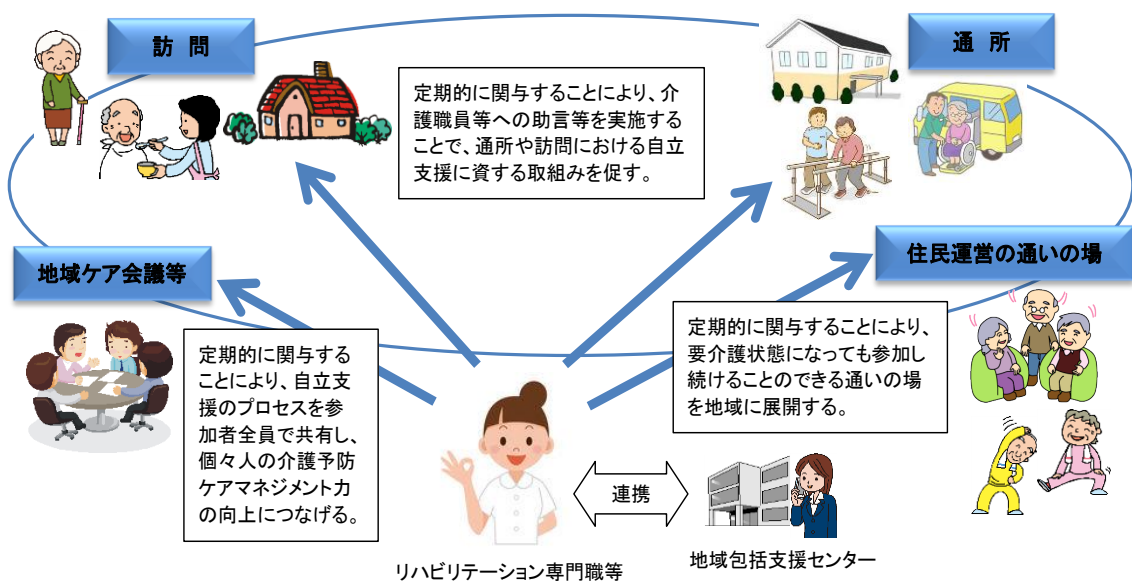 訪 問
通 所
定期的に関与することにより、介
護職員等への助言等を実施する
ことで、通所や訪問における自立
支援に資する取組みを促す。
地域ケア会議等
住民運営の通いの場
定期的に関与する
ことにより、自立支
援のプロセスを参
加者全員で共有し、
個々人の介護予防
ケアマネジメント力
の向上につなげる。
定期的に関与することにより、
要介護状態になっても参加し
続けることのできる通いの場
を地域に展開する。
連携
リハビリテーション専門職等
地域包括支援センター